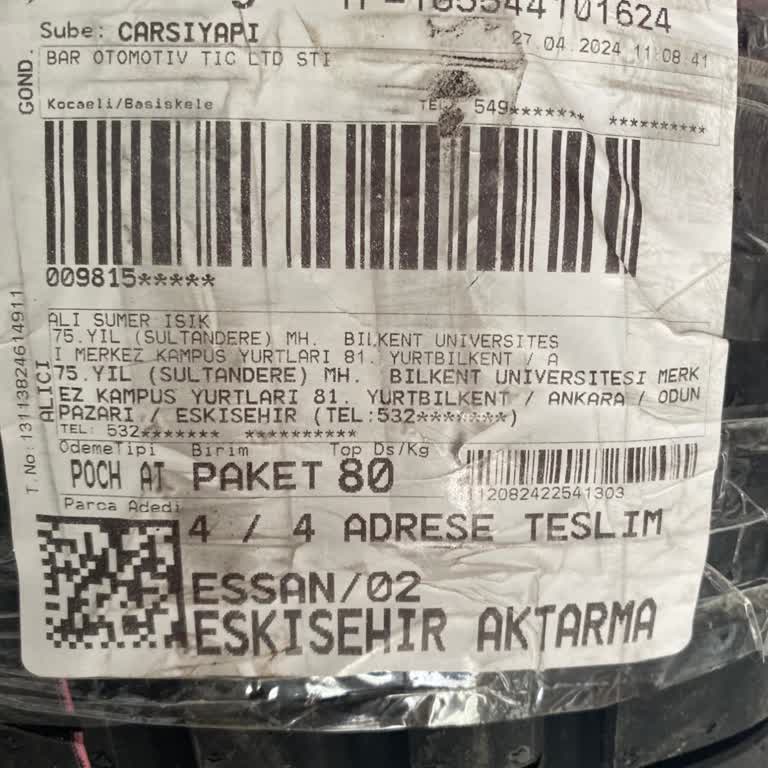 Sube: CARSIYAPI
27.04.2024 11:08:41
BAR OTOMOTIV TIC LTD STI
GOND.
Kocaeli/Basiskele
TEL: 549******* **********
009815*****
T.No:1311382461491​1
ALICI
ALI SUMER ISIK
75.YIL (SULTANDERE) MH. BILKENT UNIVERSITES
I MERKEZ KAMPUS YURTLARI 81. YURTBILKENT / A
75.YIL (SULTANDERE) MH. BILKENT UNIVERSITESI MERK
EZ KAMPUS YURTLARI 81. YURTBILKENT / ANKARA / ODUN
PAZARI / ESKISEHIR (TEL:532*******)
TEL: 532******* **********
OdemeTipi Birim Top Ds/Kg
POCH AT PAKET 80
12082422541303
Parca Adedi
4 / 4 ADRESE TESLIM
ESSAN/02
ESKISEHIR AKTARMA